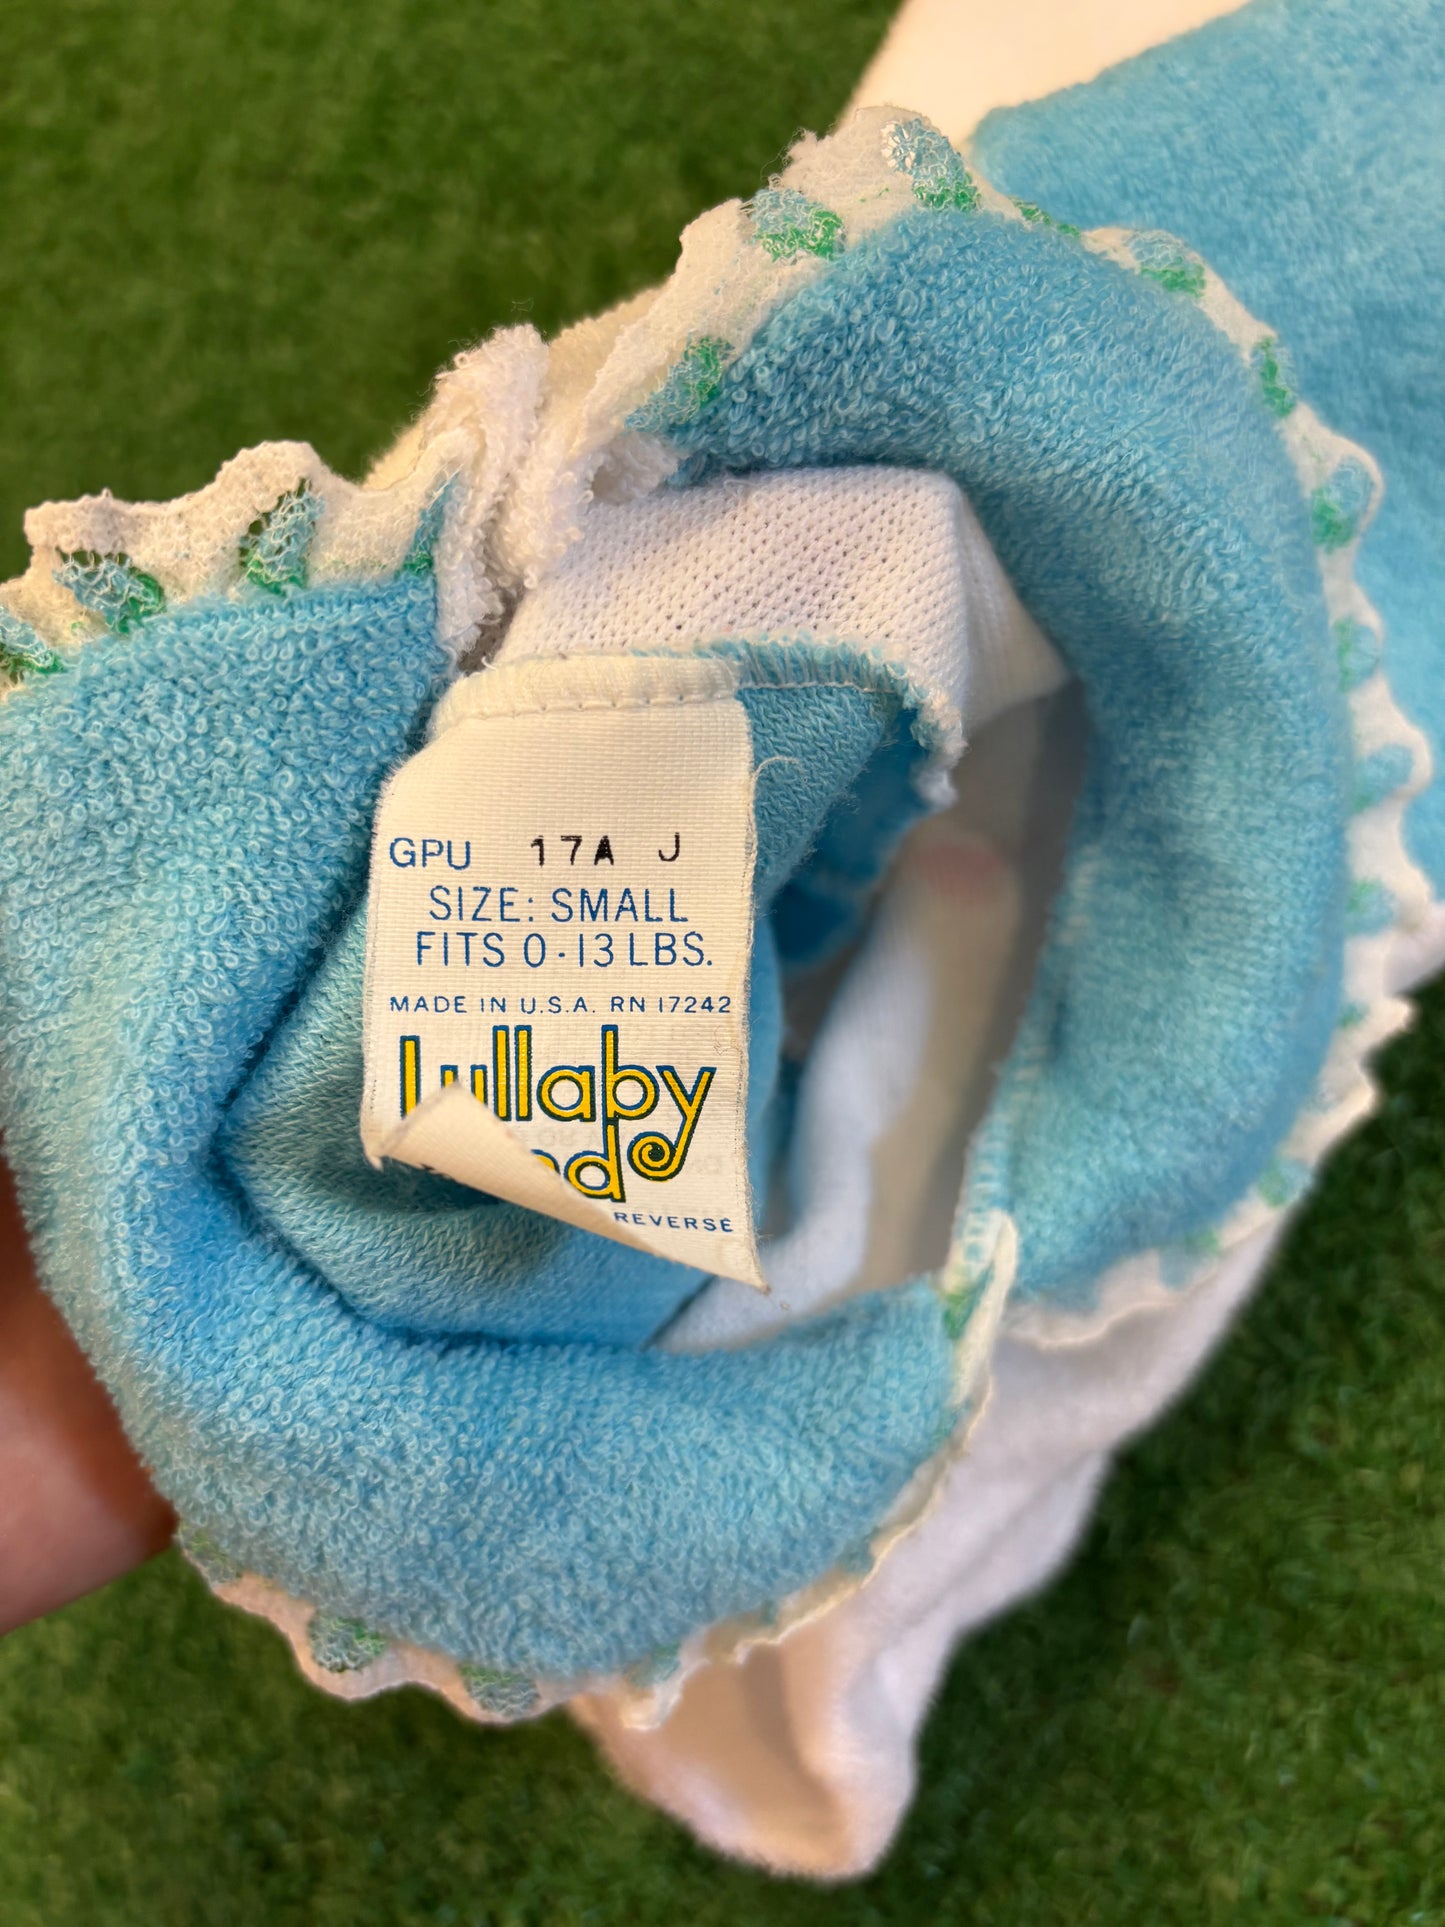 GPU 17A J
SIZE: SMALL
FITS 0-13 LBS.
MADE IN U.S.A. RN 17242
Lullaby
REVERSE